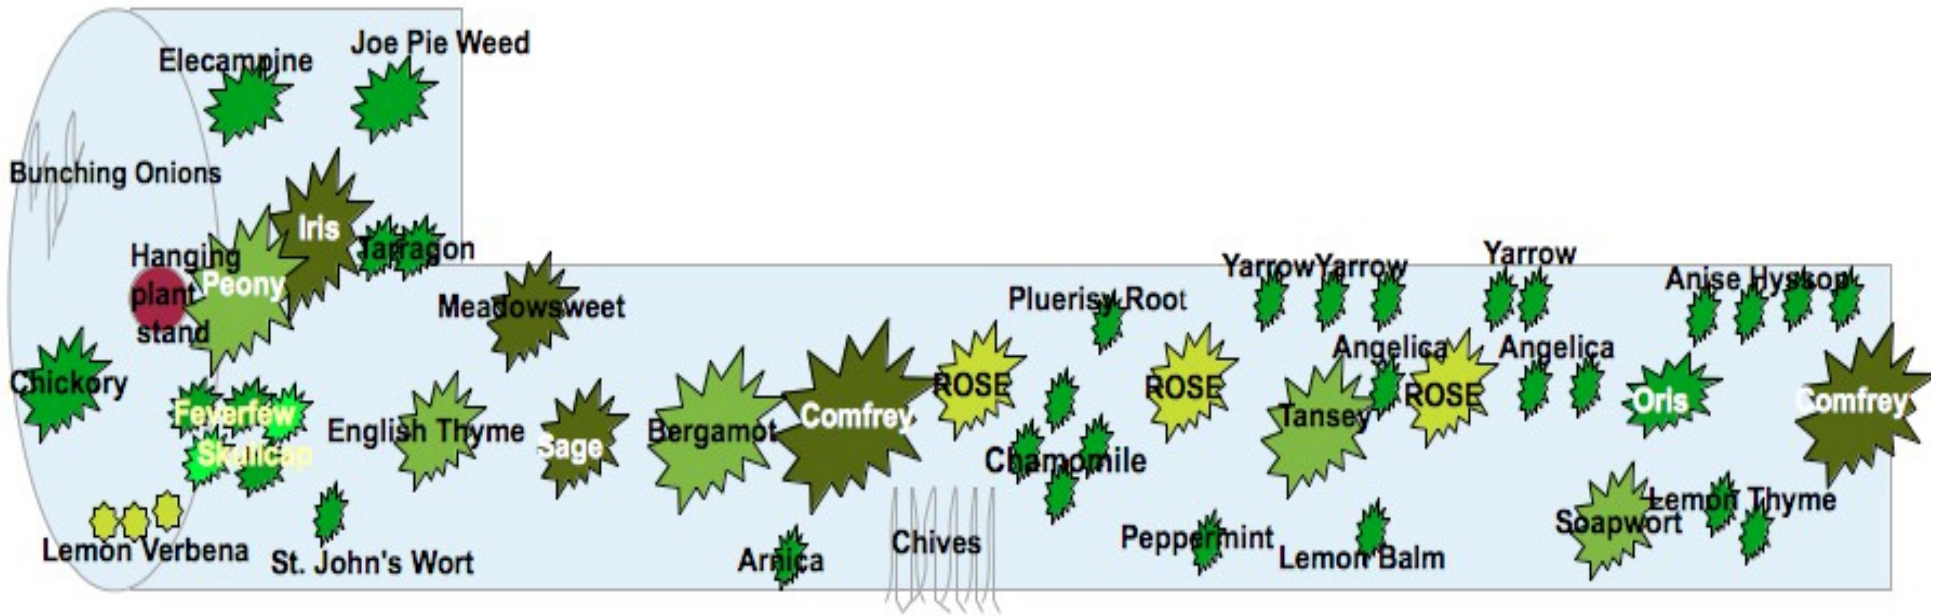 Elecampine
Joe Pie Weed
Bunching Onions
Iris
Hanging
plant
stand
Peony
Tarragon
Meadowsweet
Pluerisy Root
Yarrow
Yarrow
Yarrow
Anise Hyssop
Chickory
Feverfew
Skullcap
English Thyme
Sage
Bergamot
Comfrey
ROSE
ROSE
Angelica
Tansey
ROSE
Angelica
Oris
Comfrey
Chamomile
Lemon Verbena
St. John's Wort
Arnica
Chives
Peppermint
Lemon Balm
Soapwort
Lemon Thyme